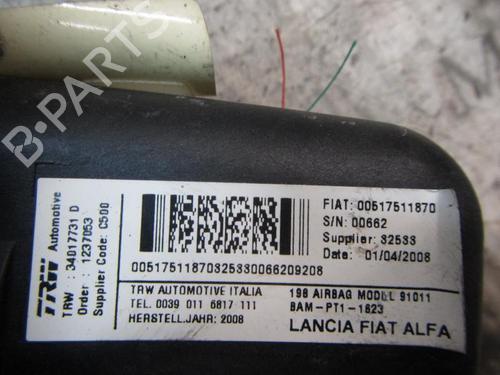 B-PARTS
TRW Automotive
TRW : 34017731 D
Order : 1237053
Supplier Code: C500
FIAT: 00517511870
S/N: 00662
Supplier: 32533
Date: 01/04/2008
00517511870325330066209208
TRW AUTOMOTIVE ITALIA
TEL. 0039 011 6817 111
HERSTELL.JAHR: 2008
198 AIRBAG MODEL 91011
BAM-PT1-1623
LANCIA FIAT ALFA